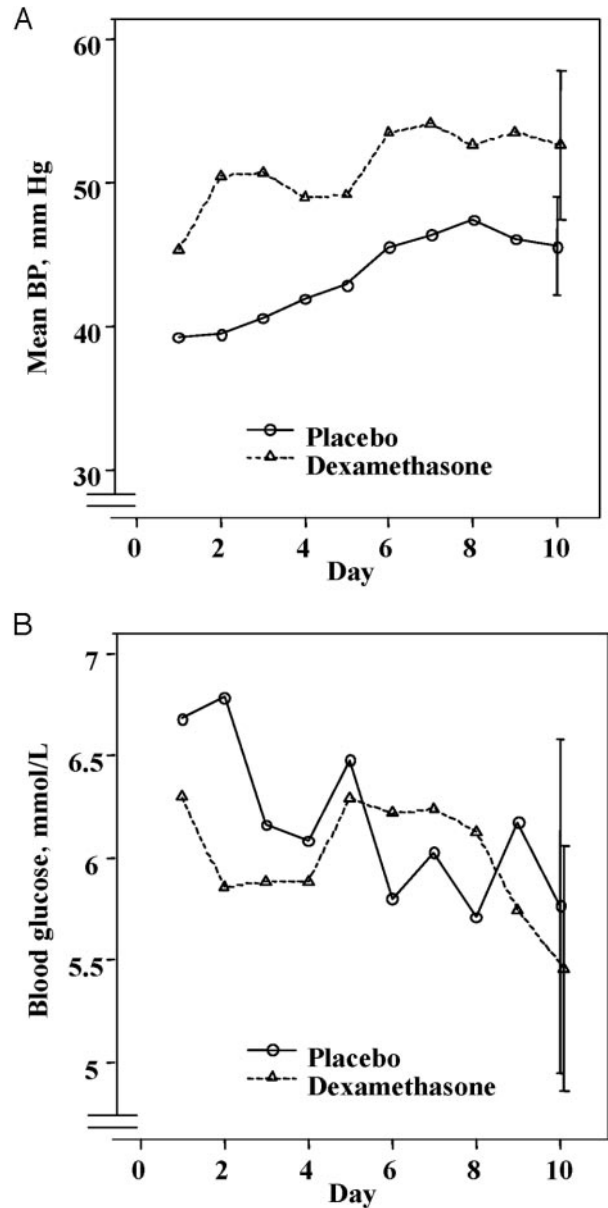 A
60
50
40
30
Mean BP, mm Hg
Placebo
Dexamethasone
0 2 4 6 8 10
Day
B
7
6.5
6
5.5
5
Blood glucose, mmol/L
Placebo
Dexamethasone
0 2 4 6 8 10
Day